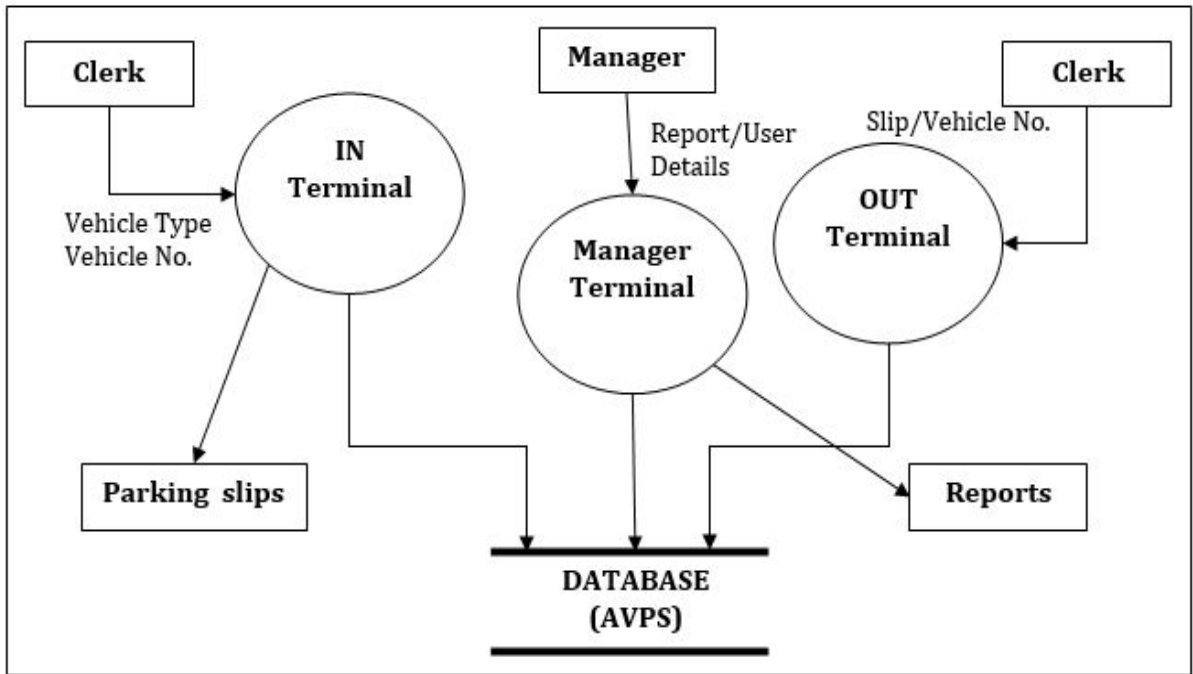 Clerk
Manager
Clerk
Slip/Vehicle No.
Report/User
Details
IN
Terminal
OUT
Terminal
Vehicle Type
Vehicle No.
Manager
Terminal
Parking slips
Reports
DATABASE
(AVPS)